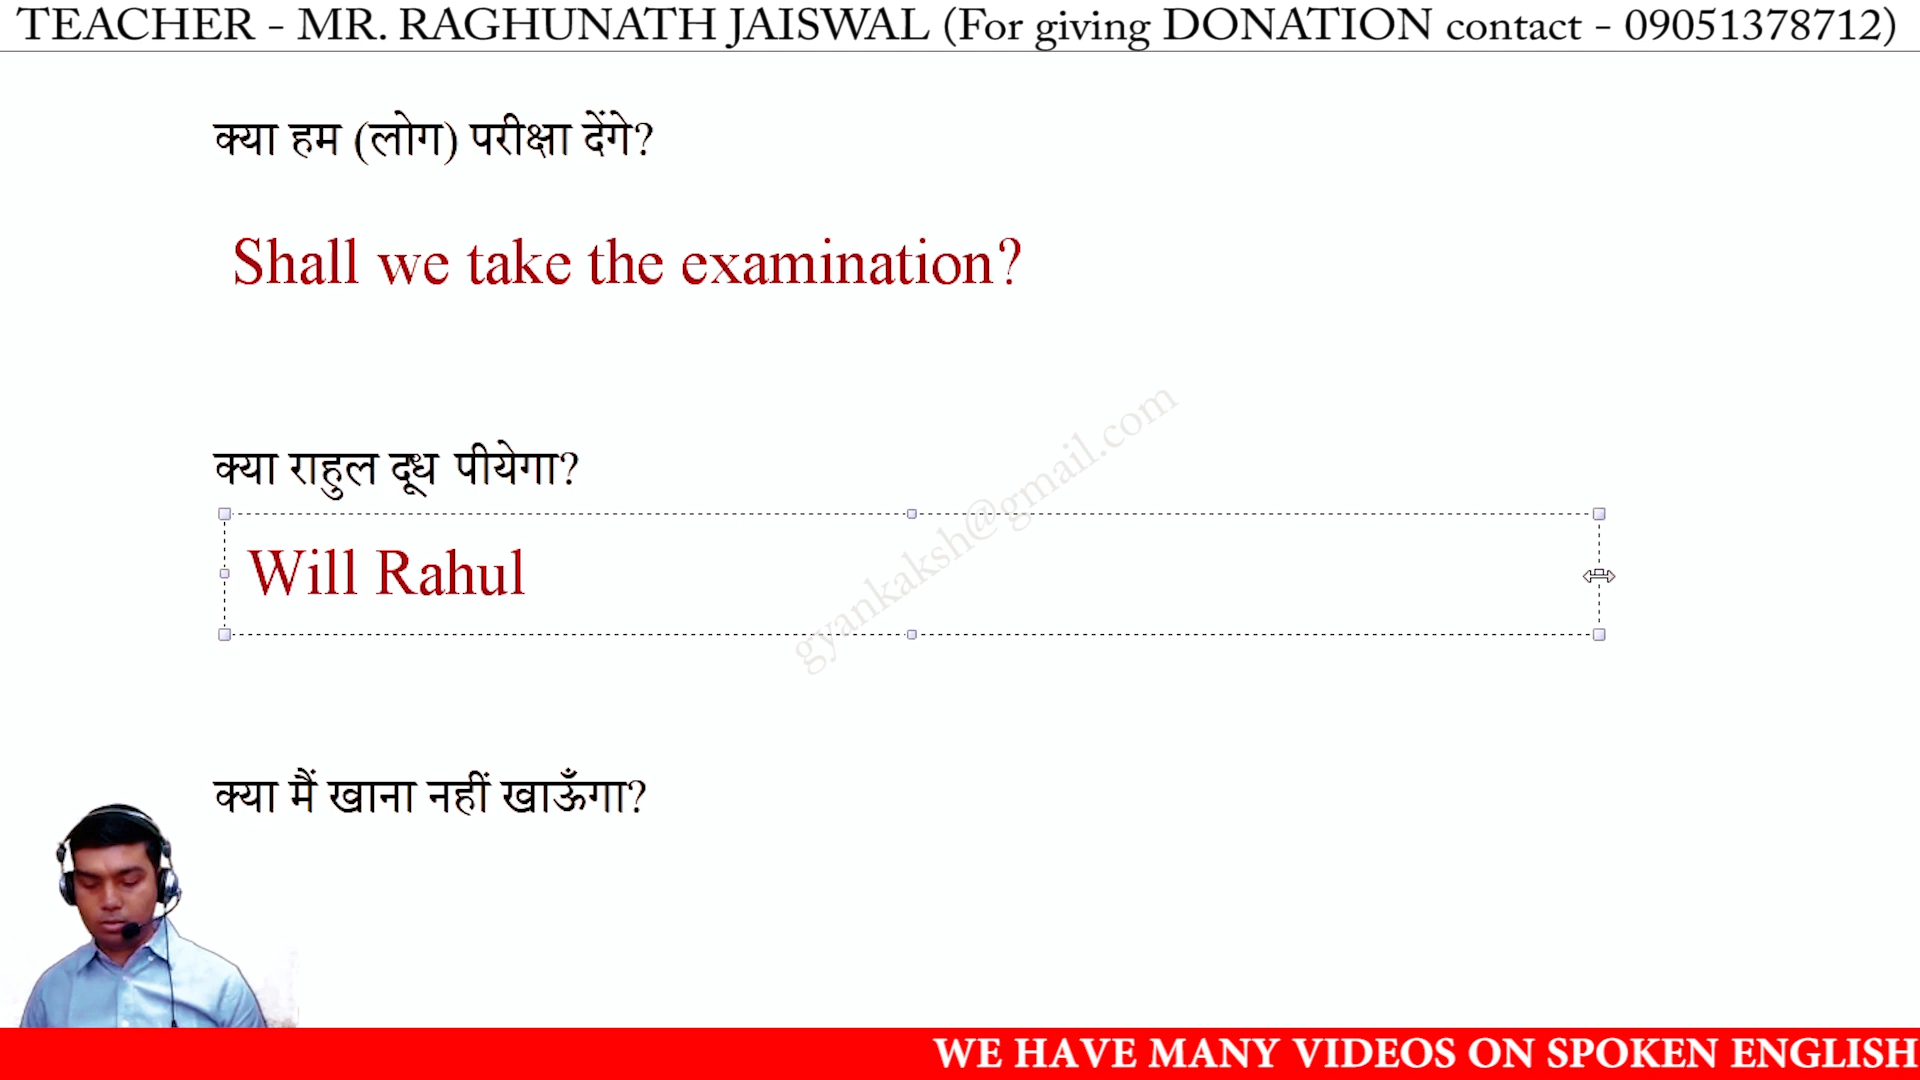 TEACHER - MR. RAGHUNATH JAISWAL (For giving DONATION contact - 09051378712)
क्या हम (लोग) परीक्षा देंगे?
Shall we take the examination?
क्या राहुल दूध पीयेगा?
Will Rahul
gyankaksh@gmail.com
क्या मैं खाना नहीं खाऊँगा?
WE HAVE MANY VIDEOS ON SPOKEN ENGLISH